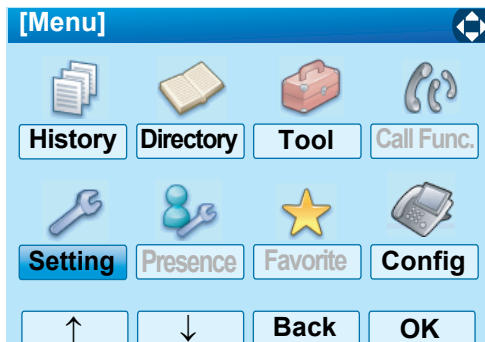 [Menu]
History Directory Tool Call Func.
Setting Presence Favorite Config
↑ ↓ Back OK